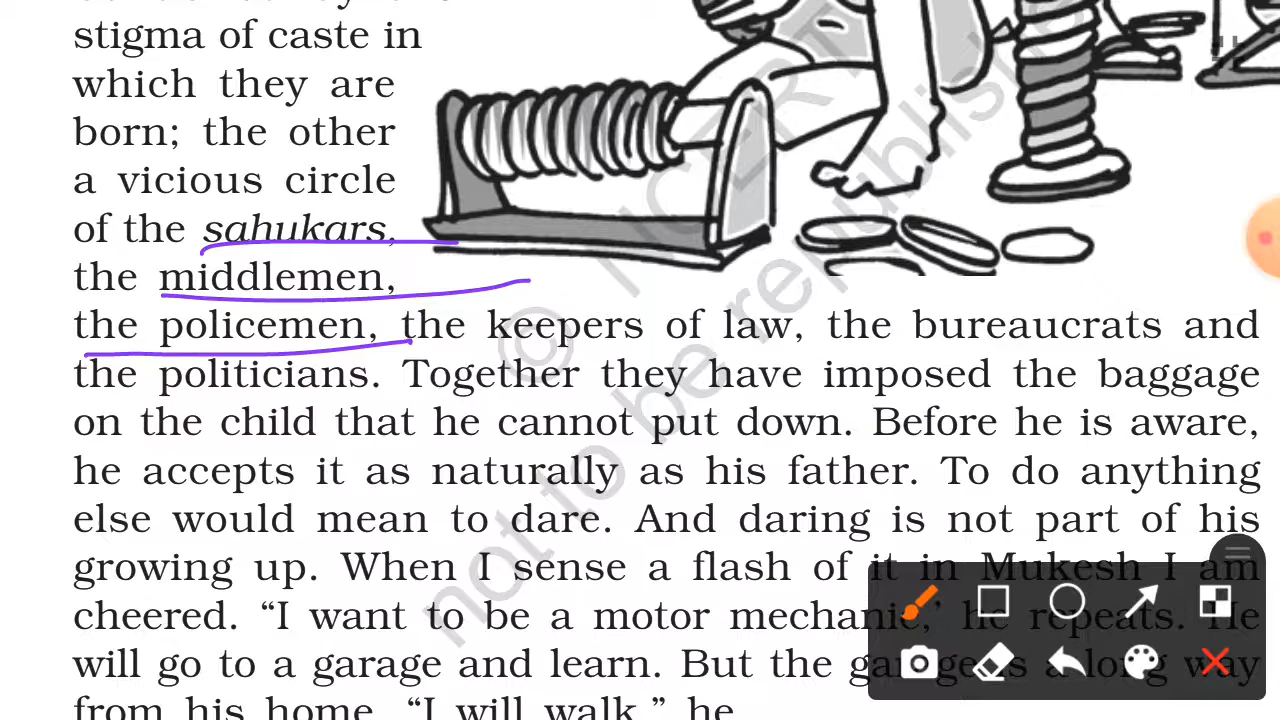 stigma of caste in
which they are
born; the other
a vicious circle
of the sahukars,
the middlemen,
the policemen, the keepers of law, the bureaucrats and
the politicians. Together they have imposed the baggage
on the child that he cannot put down. Before he is aware,
he accepts it as naturally as his father. To do anything
else would mean to dare. And daring is not part of his
growing up. When I sense a flash of it in Mukesh I am
cheered. “I want to be a motor mechanic,’ he repeats. He
will go to a garage and learn. But the garage is a long way
from his home. “I will walk,” he
© NCERT
not to be republished